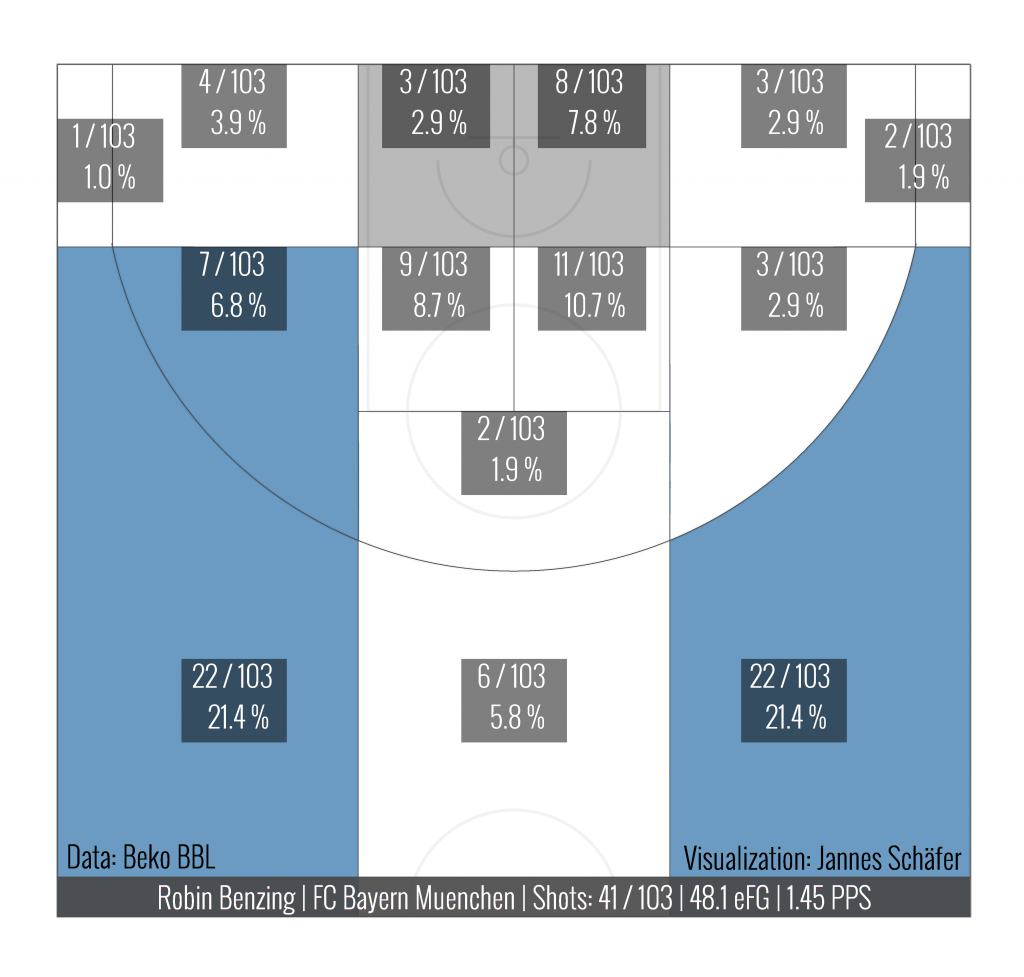 4 / 103
3.9 %
3 / 103
2.9 %
8 / 103
7.8 %
3 / 103
2.9 %
1 / 103
1.0 %
2 / 103
1.9 %
7 / 103
6.8 %
9 / 103
8.7 %
11 / 103
10.7 %
3 / 103
2.9 %
2 / 103
1.9 %
22 / 103
21.4 %
6 / 103
5.8 %
22 / 103
21.4 %
Data: Beko BBL
Visualization: Jannes Schäfer
Robin Benzing | FC Bayern Muenchen | Shots: 41 / 103 | 48.1 eFG | 1.45 PPS